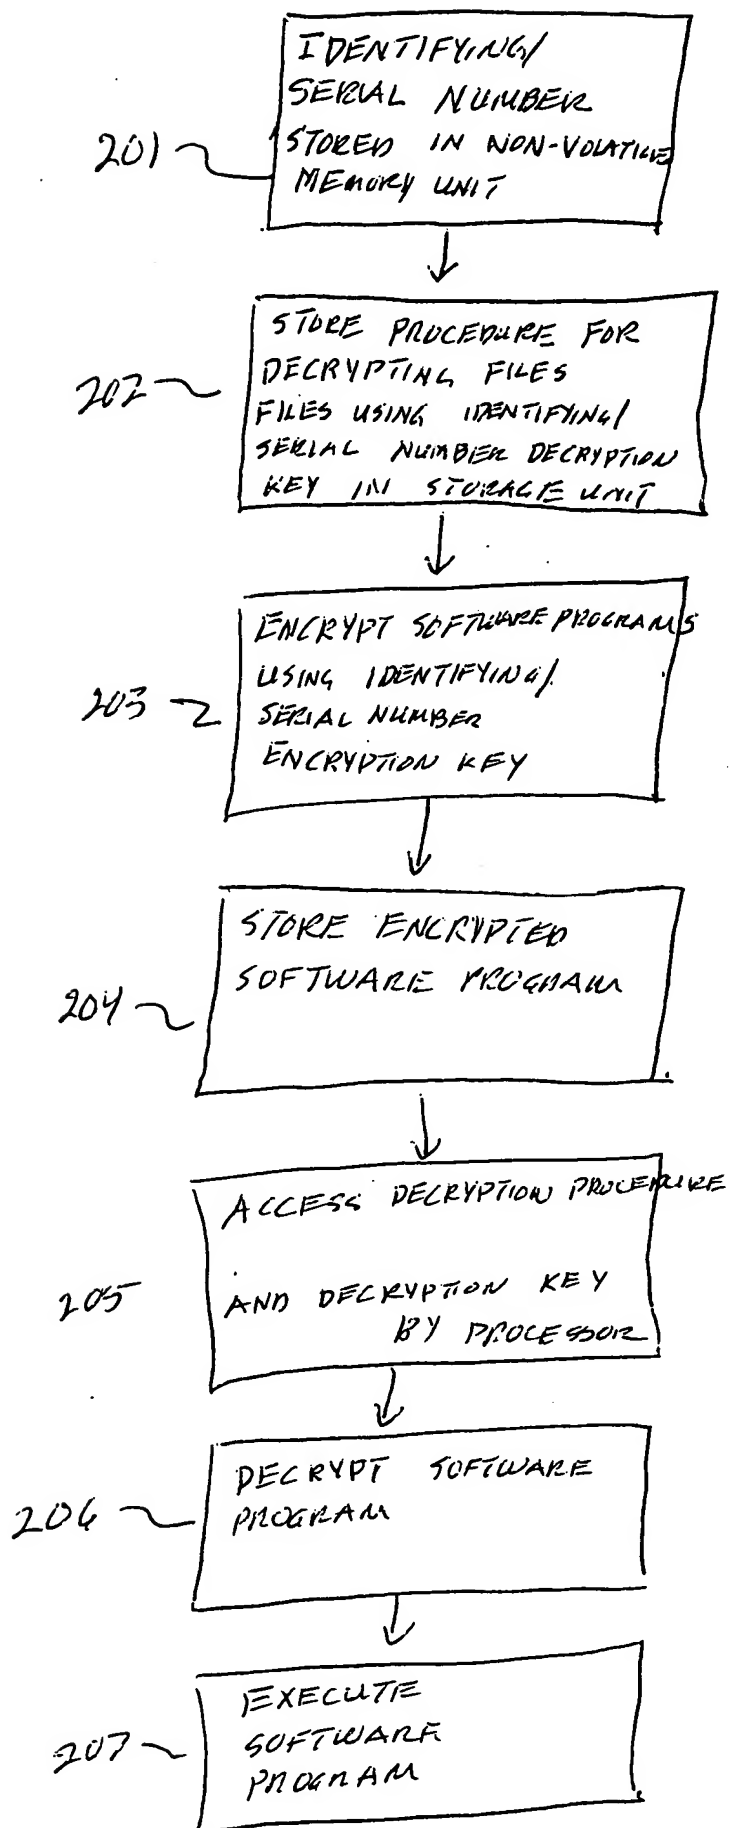 IDENTIFYING/
SERIAL NUMBER
STORED IN NON-VOLATILE
MEMORY UNIT
201
STORE PROCEDURE FOR
DECRYPTING FILES
FILES USING IDENTIFYING/
SERIAL NUMBER DECRYPTION
KEY IN STORAGE UNIT
202
ENCRYPT SOFTWARE PROGRAMS
USING IDENTIFYING/
SERIAL NUMBER
ENCRYPTION KEY
203
STORE ENCRYPTED
SOFTWARE PROGRAM
204
ACCESS DECRYPTION PROCEDURE
AND DECRYPTION KEY
BY PROCESSOR
205
DECRYPT SOFTWARE
PROGRAM
206
EXECUTE
SOFTWARE
PROGRAM
207